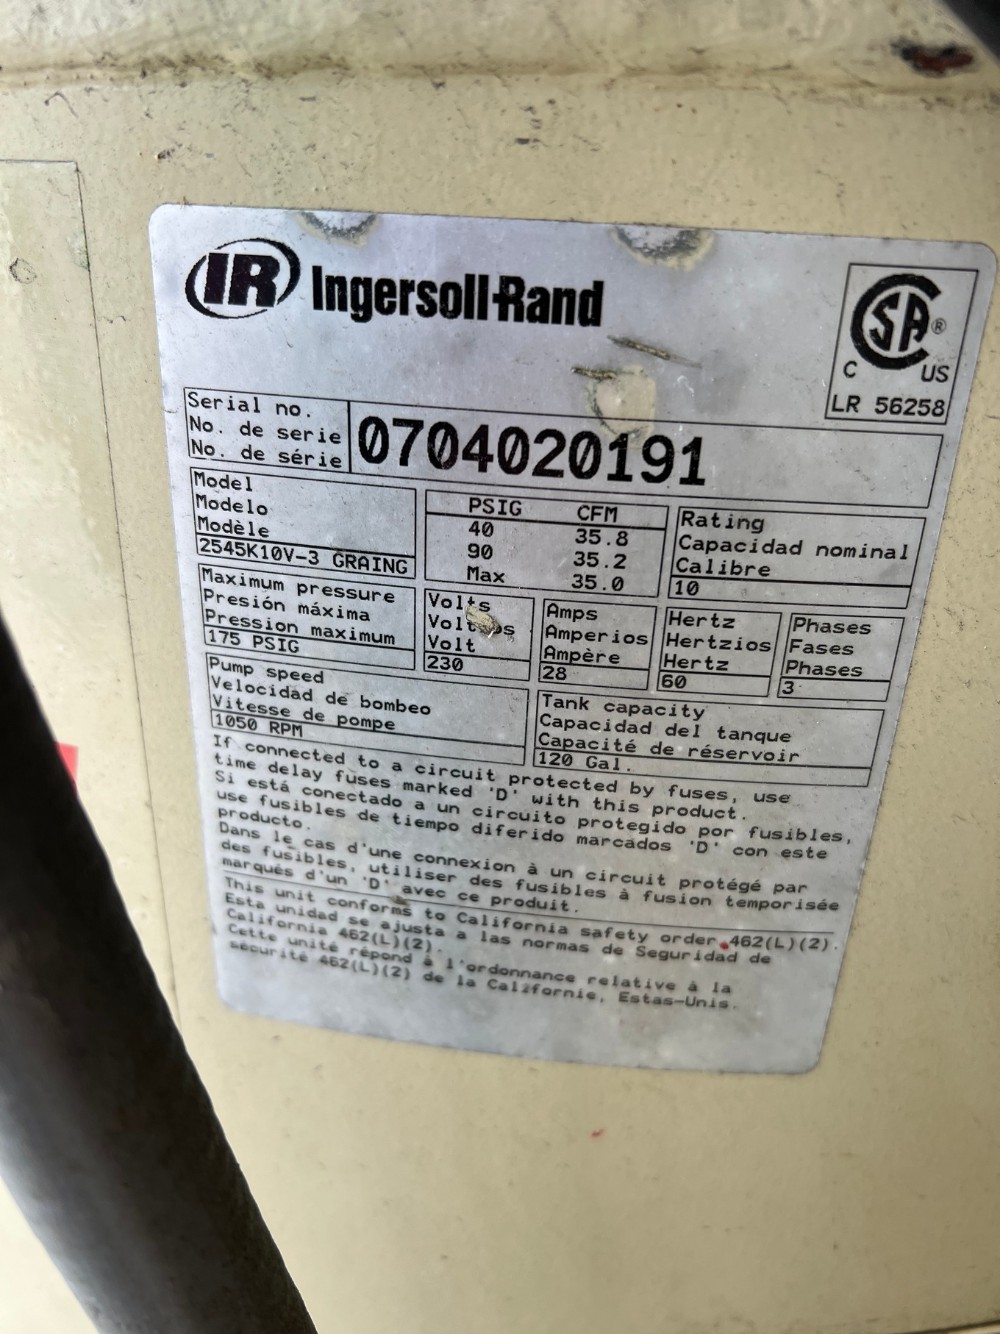 IR Ingersoll-Rand
CSA®
C US
LR 56258
Serial no.
No. de serie
No. de série
0704020191
Model
Modelo
Modèle
2545K10V-3 GRAING
PSIG CFM
40 35.8
90 35.2
Max 35.0
Rating
Capacidad nominal
Calibre
10
Maximum pressure
Presión máxima
Pression maximum
175 PSIG
Volts
Volt
230
Amps
Amperios
Ampère
28
Hertz
Hertzios
Hertz
60
Phases
Fases
Phases
3
Pump speed
Velocidad de bombeo
Vitesse de pompe
1050 RPM
Tank capacity
Capacidad del tanque
Capacité de réservoir
120 Gal.
If connected to a circuit protected by fuses, use
time delay fuses marked 'D' with this product.
Si está conectado a un circuito protegido por fusibles,
use fusibles de tiempo diferido marcados 'D' con este
producto.
Dans le cas d'une connexion à un circuit protégé par
des fusibles, utiliser des fusibles à fusion temporisée
marqués d'un 'D' avec ce produit.
This unit conforms to California safety order 462(L)(2).
Esta unidad se ajusta a las normas de Seguridad de
California 462(L)(2).
Cette unité répond à l'ordonnance relative à la
sécurité 462(L)(2) de la Californie, Estas-Unis.